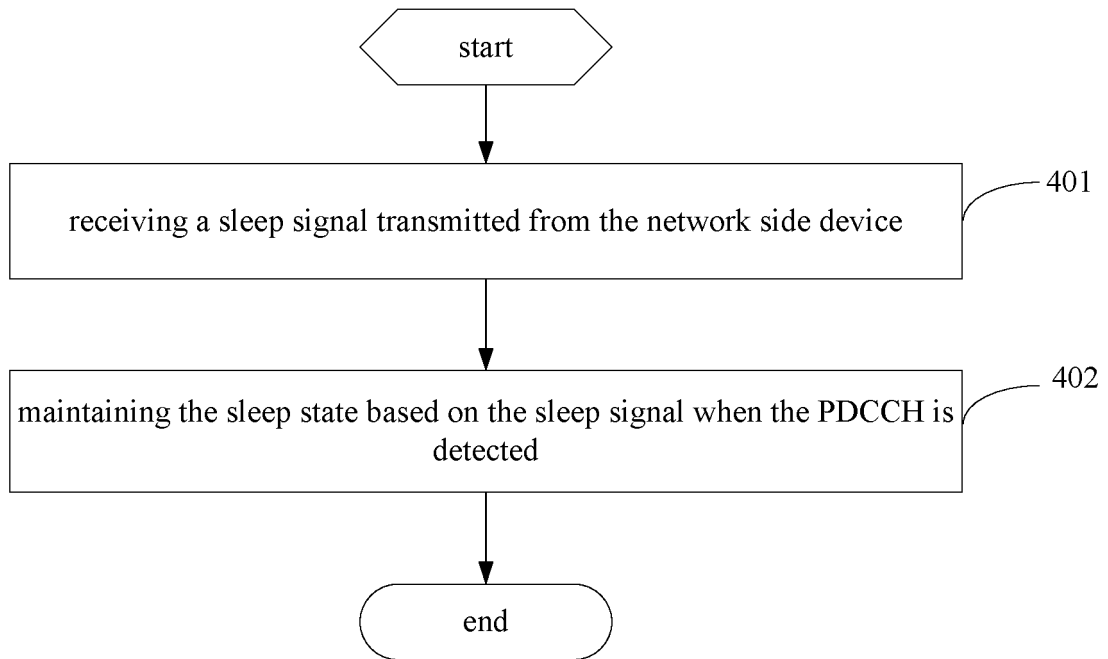 start
receiving a sleep signal transmitted from the network side device
401
maintaining the sleep state based on the sleep signal when the PDCCH is
detected
402
end